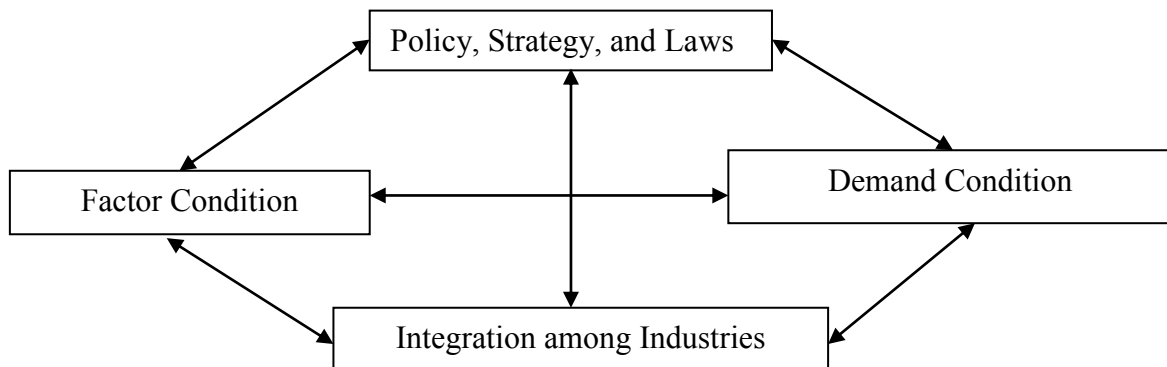 Policy, Strategy, and Laws
Demand Condition
Factor Condition
Integration among Industries